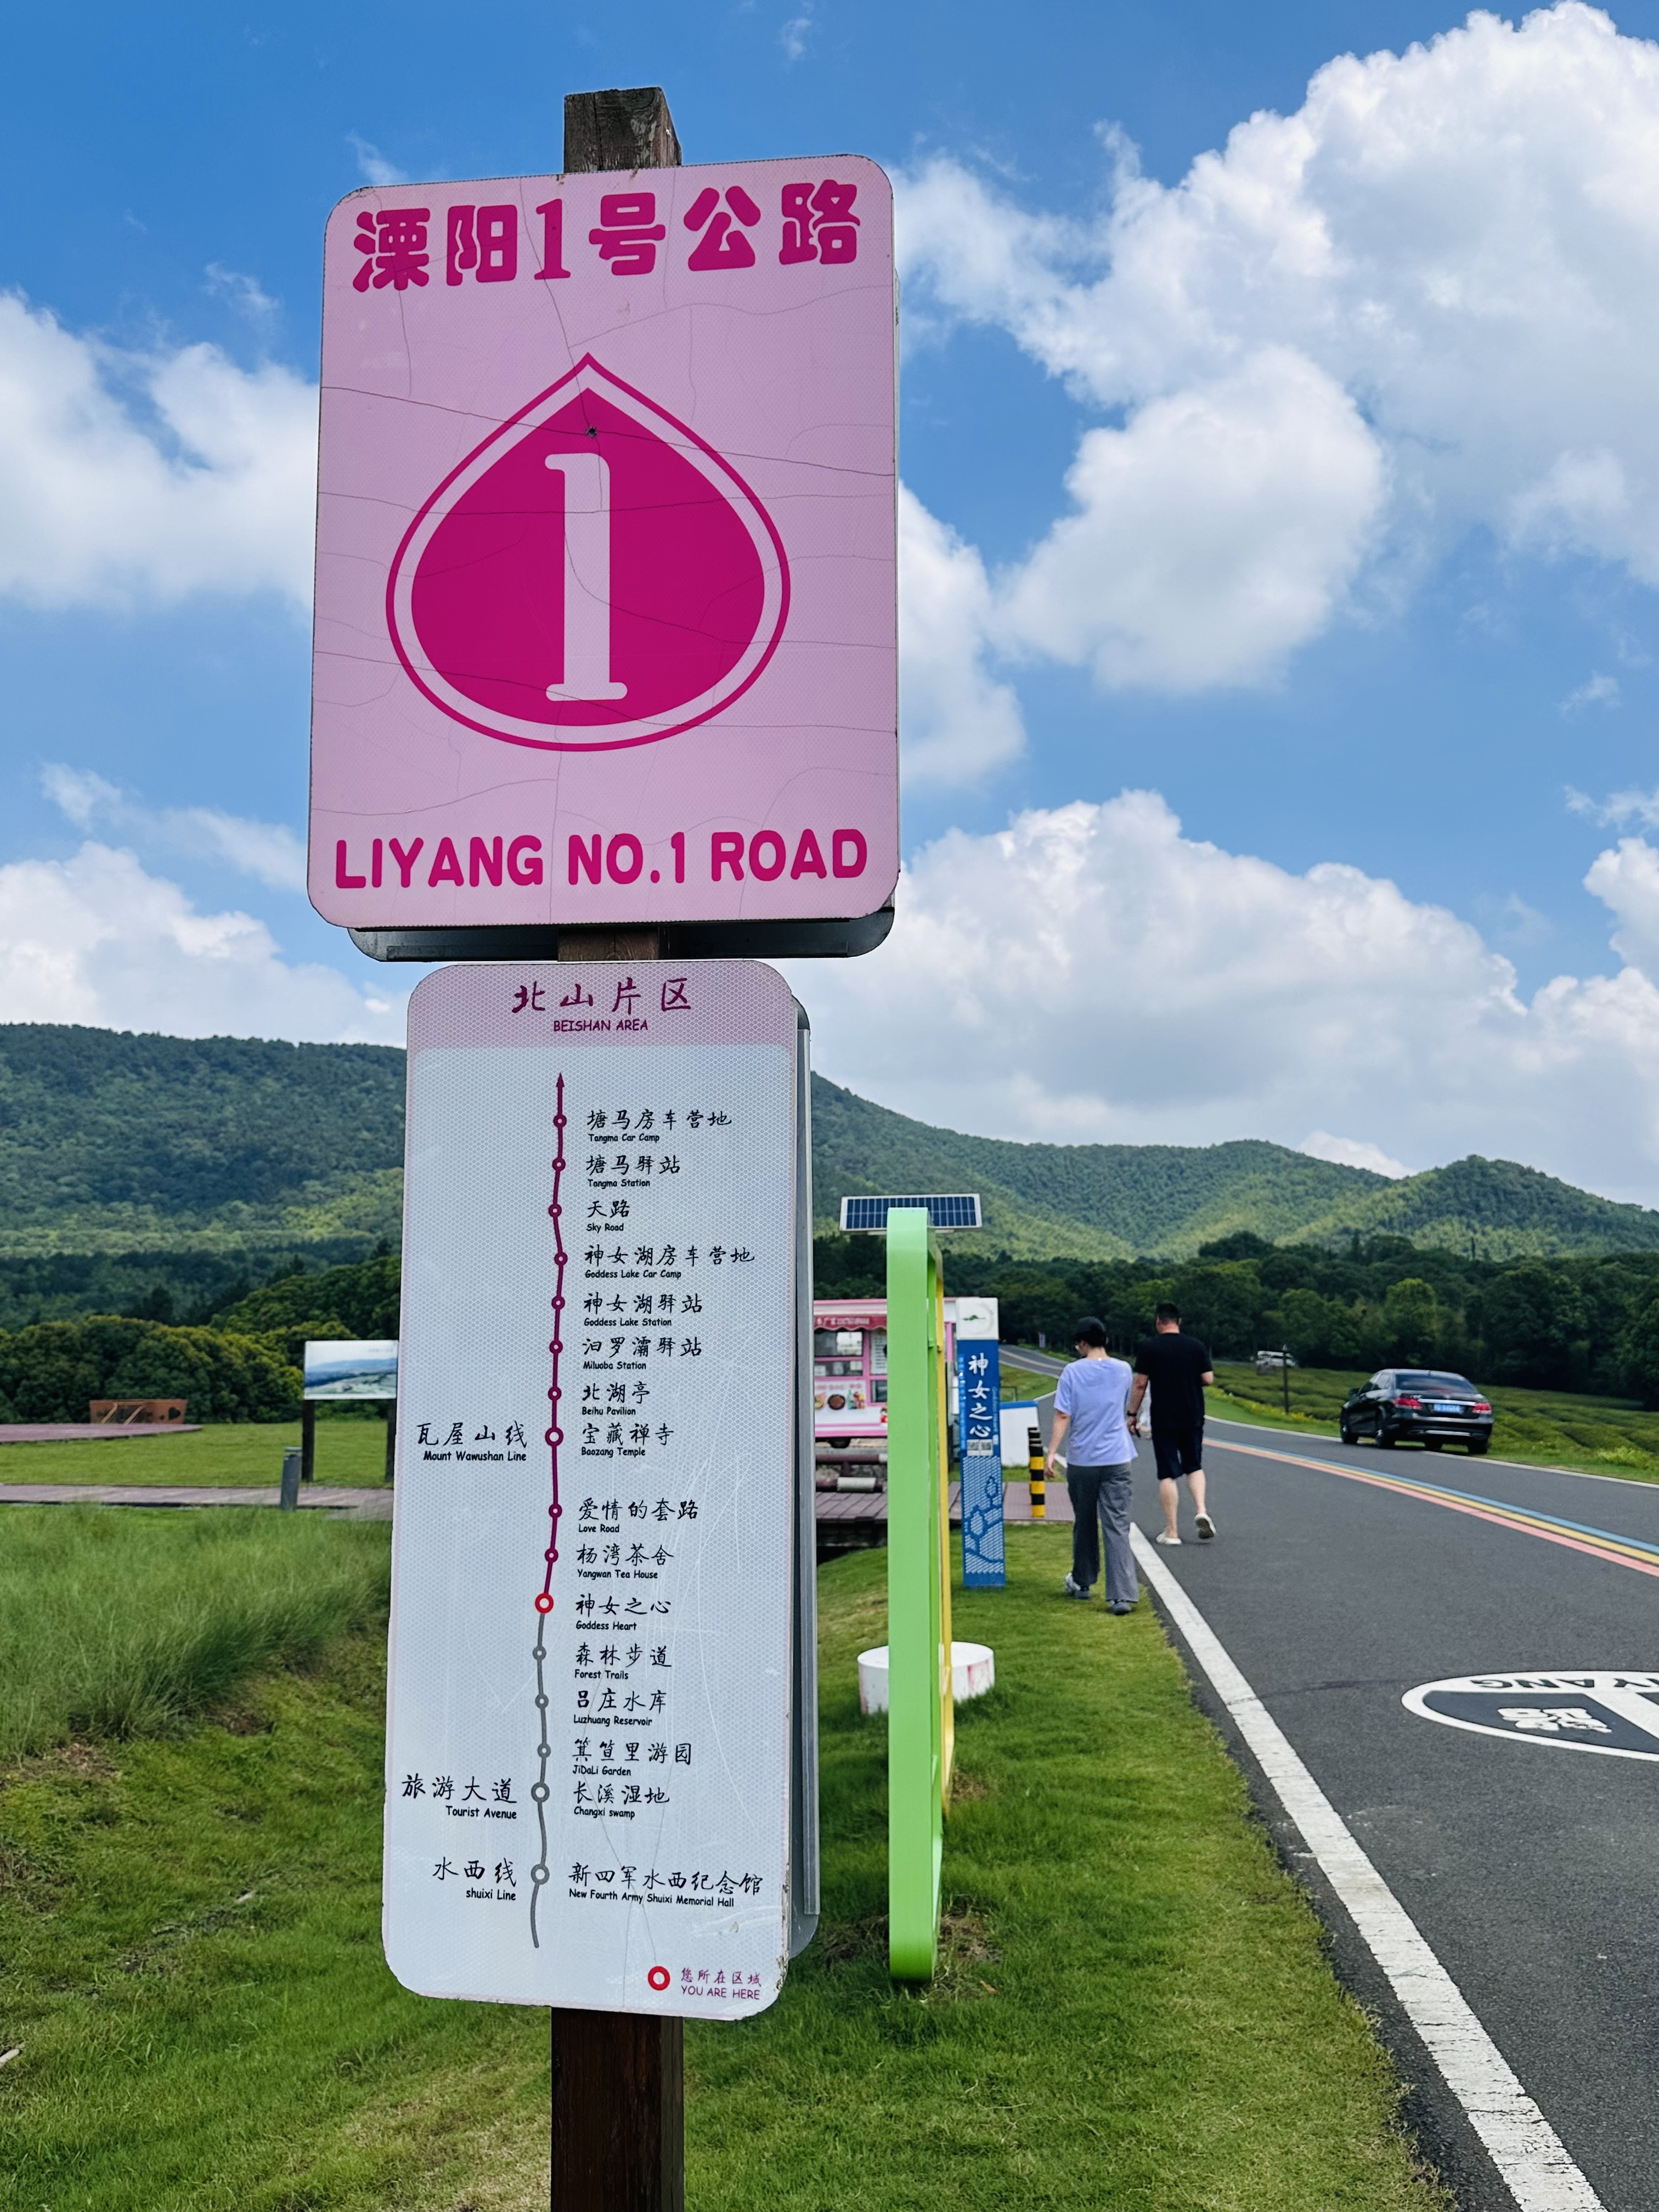 溧阳1号公路
1
LIYANG NO.1 ROAD
北山片区
BEISHAN AREA
塘马房车营地
Tangma Car Camp
塘马驿站
Tangma Station
天路
Sky Road
神女湖房车营地
Goddess Lake Car Camp
神女湖驿站
Goddess Lake Station
汨罗灞驿站
Miluoba Station
北湖亭
Beihu Pavilion
瓦屋山线
Mount Wawushan Line
宝藏禅寺
Baozang Temple
爱情的套路
Love Road
杨湾茶舍
Yangwan Tea House
神女之心
Goddess Heart
森林步道
Forest Trails
吕庄水库
Luzhuang Reservoir
箕笪里游园
JiDaLi Garden
旅游大道
Tourist Avenue
长溪湿地
Changxi swamp
水西线
shuixi Line
新四军水西纪念馆
New Fourth Army Shuixi Memorial Hall
您所在区域
YOU ARE HERE
神女之心